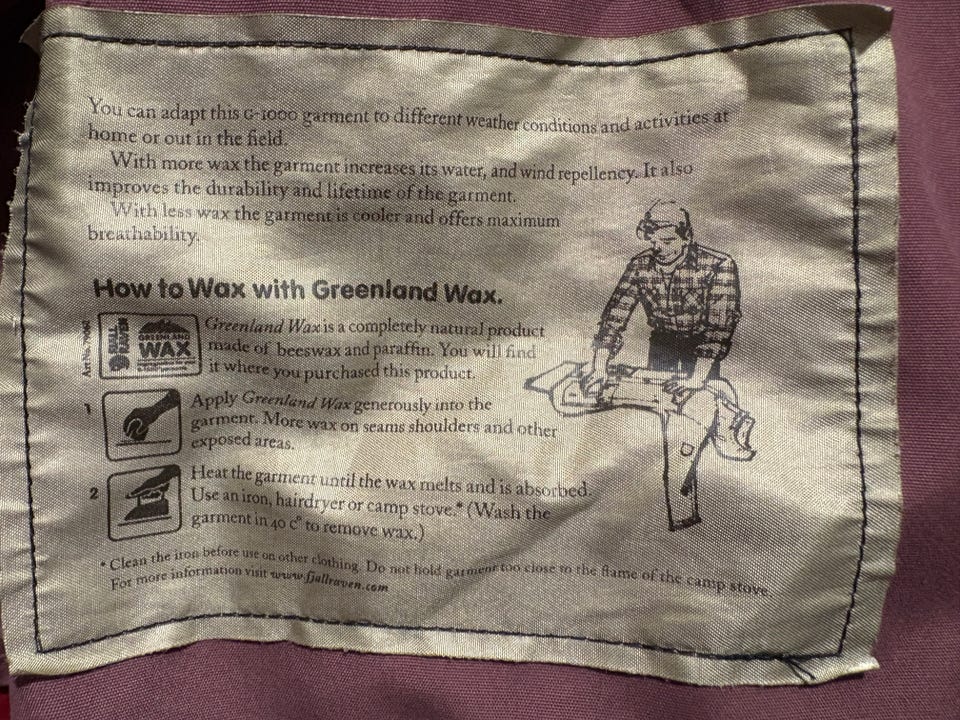 You can adapt this G-1000 garment to different weather conditions and activities at
home or out in the field.
With more wax the garment increases its water, and wind repellency. It also
improves the durability and lifetime of the garment.
With less wax the garment is cooler and offers maximum
breathability.
How to Wax with Greenland Wax.
Art No. 79060
FJÄLL RÄVEN
GREENLAND
WAX
Greenland Wax is a completely natural product
made of beeswax and paraffin. You will find
it where you purchased this product.
1
Apply Greenland Wax generously into the
garment. More wax on seams shoulders and other
exposed areas.
2
Heat the garment until the wax melts and is absorbed.
Use an iron, hairdryer or camp stove.* (Wash the
garment in 40 c° to remove wax.)
* Clean the iron before use on other clothing. Do not hold garment too close to the flame of the camp stove.
For more information visit www.fjallraven.com